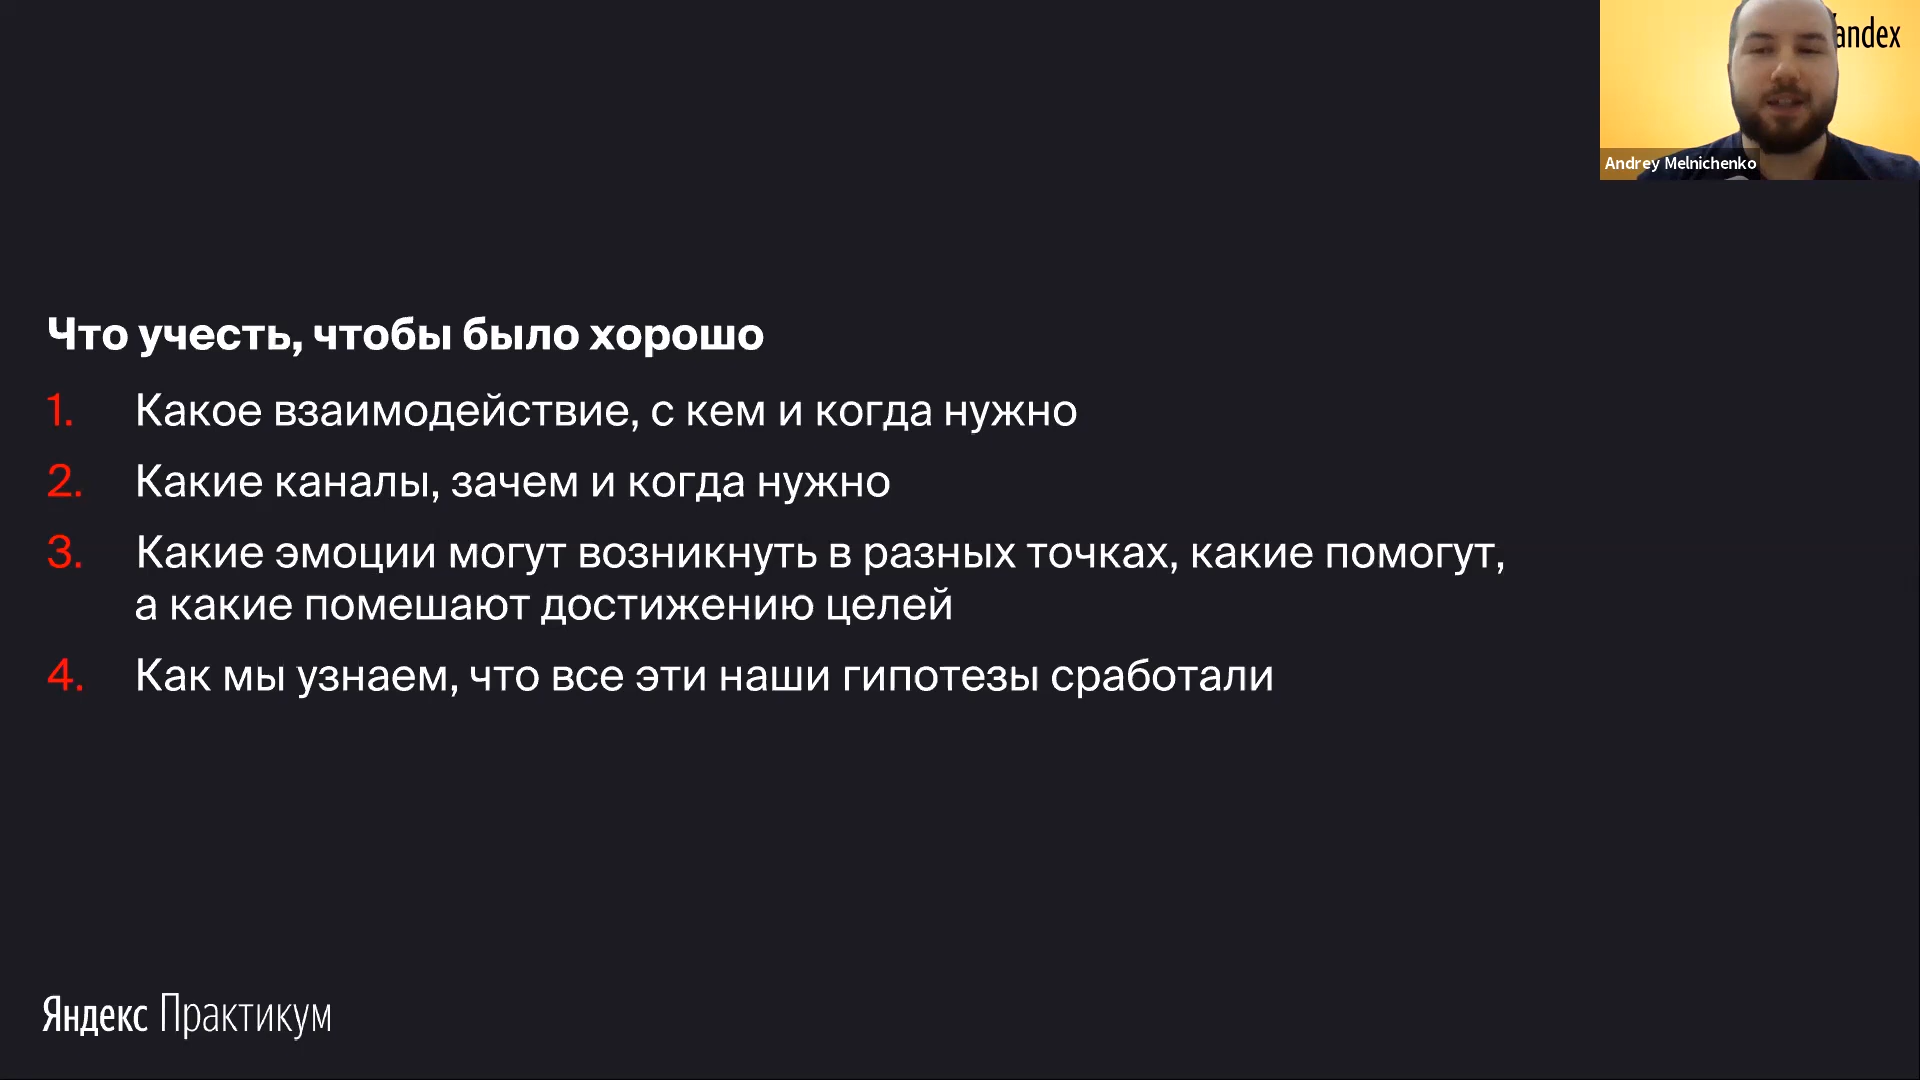 Yandex
Andrey Melnichenko
Что учесть, чтобы было хорошо
1. Какое взаимодействие, с кем и когда нужно
2. Какие каналы, зачем и когда нужно
3. Какие эмоции могут возникнуть в разных точках, какие помогут,
а какие помешают достижению целей
4. Как мы узнаем, что все эти наши гипотезы сработали
Яндекс Практикум